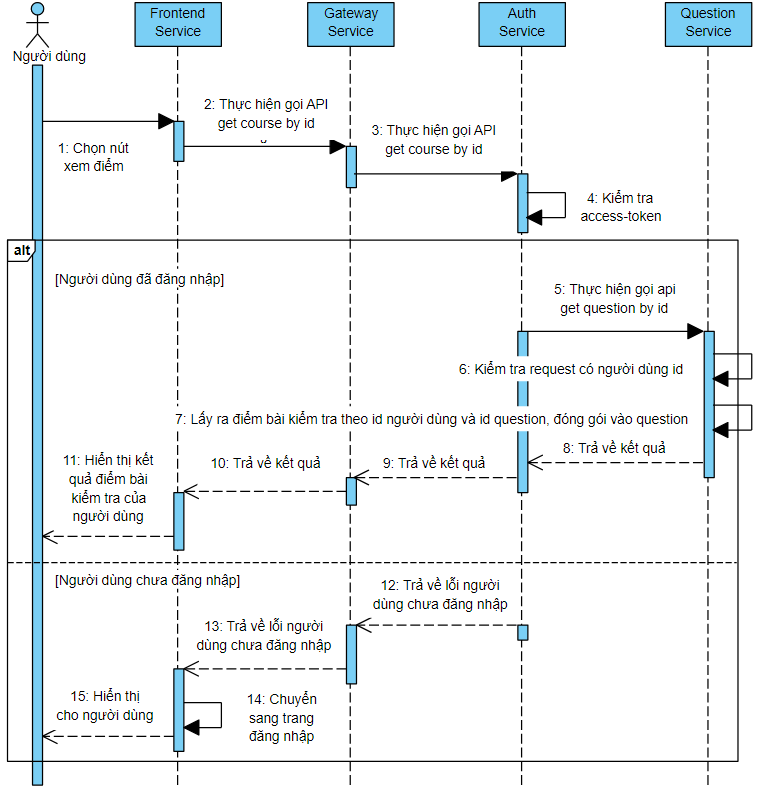 Frontend
Service
Gateway
Service
Auth
Service
Question
Service
Người dùng
2: Thực hiện gọi API
get course by id
3: Thực hiện gọi API
get course by id
1: Chọn nút
xem điểm
4: Kiểm tra
access-token
alt
[Người dùng đã đăng nhập]
5: Thực hiện gọi api
get question by id
6: Kiểm tra request có người dùng id
7: Lấy ra điểm bài kiểm tra theo id người dùng và id question, đóng gói vào question
8: Trả về kết quả
9: Trả về kết quả
10: Trả về kết quả
11: Hiển thị kết
quả điểm bài
kiểm tra của
người dùng
[Người dùng chưa đăng nhập]
12: Trả về lỗi người
dùng chưa đăng nhập
13: Trả về lỗi người
dùng chưa đăng nhập
14: Chuyển
sang trang
đăng nhập
15: Hiển thị
cho người dùng